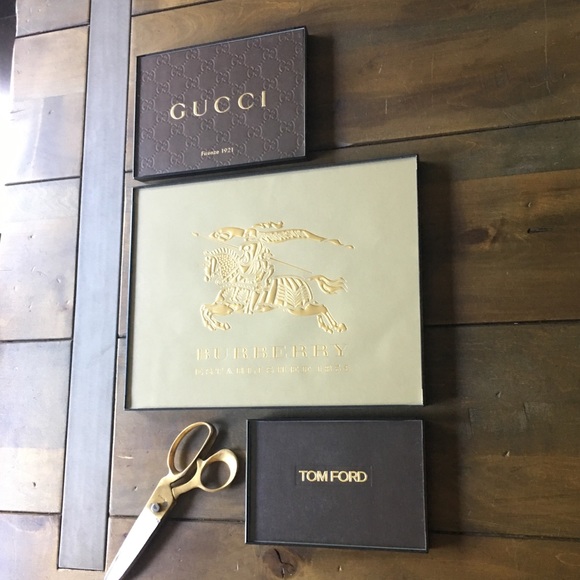 GUCCI
Firenze 1921
BURBERRY
TOM FORD